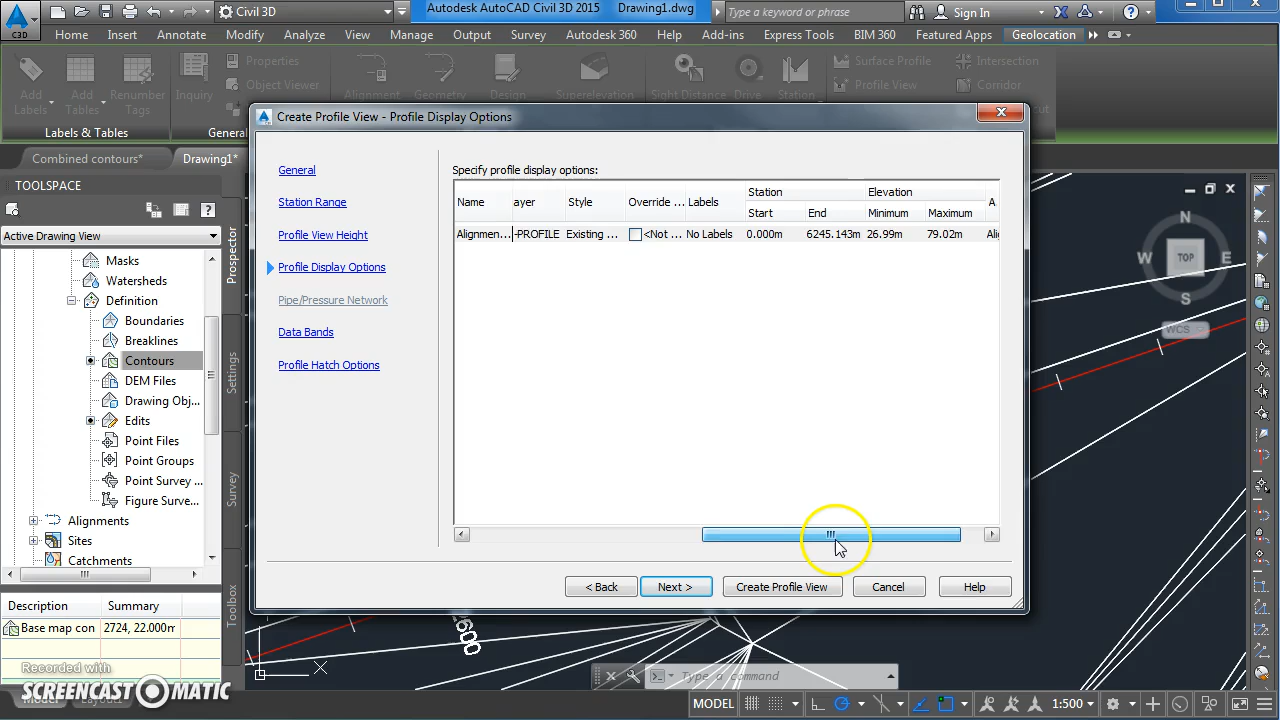 Civil 3D
Autodesk AutoCAD Civil 3D 2015 Drawing1.dwg
Type a keyword or phrase
Sign In
C3D
Home Insert Annotate Modify Analyze View Manage Output Survey Autodesk 360 Help Add-ins Express Tools BIM 360 Featured Apps Geolocation
Add Labels
Add Tables
Renumber Tags
Inquiry
Properties
Object Viewer
Alignment
Geometry
Design
Superelevation
Sight Distance
Drive
Station
Surface Profile
Profile View
Intersection
Corridor
Labels & Tables
General
Combined contours*
Drawing1*
TOOLSPACE
Active Drawing View
Masks
Watersheds
Definition
Boundaries
Breaklines
Contours
DEM Files
Drawing Obj...
Edits
Point Files
Point Groups
Point Survey ...
Figure Survey...
Alignments
Sites
Catchments
Prospector
Settings
Survey
Toolbox
Description Summary
Base map con 2724, 22.000m
Create Profile View - Profile Display Options
General
Station Range
Profile View Height
Profile Display Options
Pipe/Pressure Network
Data Bands
Profile Hatch Options
Specify profile display options:
Station Elevation
Name ayer Style Override ... Labels Start End Minimum Maximum A
Alignmen... -PROFILE Existing ... <Not ... No Labels 0.000m 6245.143m 26.99m 79.02m Ali
< Back Next > Create Profile View Cancel Help
N
W TOP E
S
WCS
2600
Type a command
Recorded with
SCREENCAST MATIC
Model Layout1
MODEL
1:500